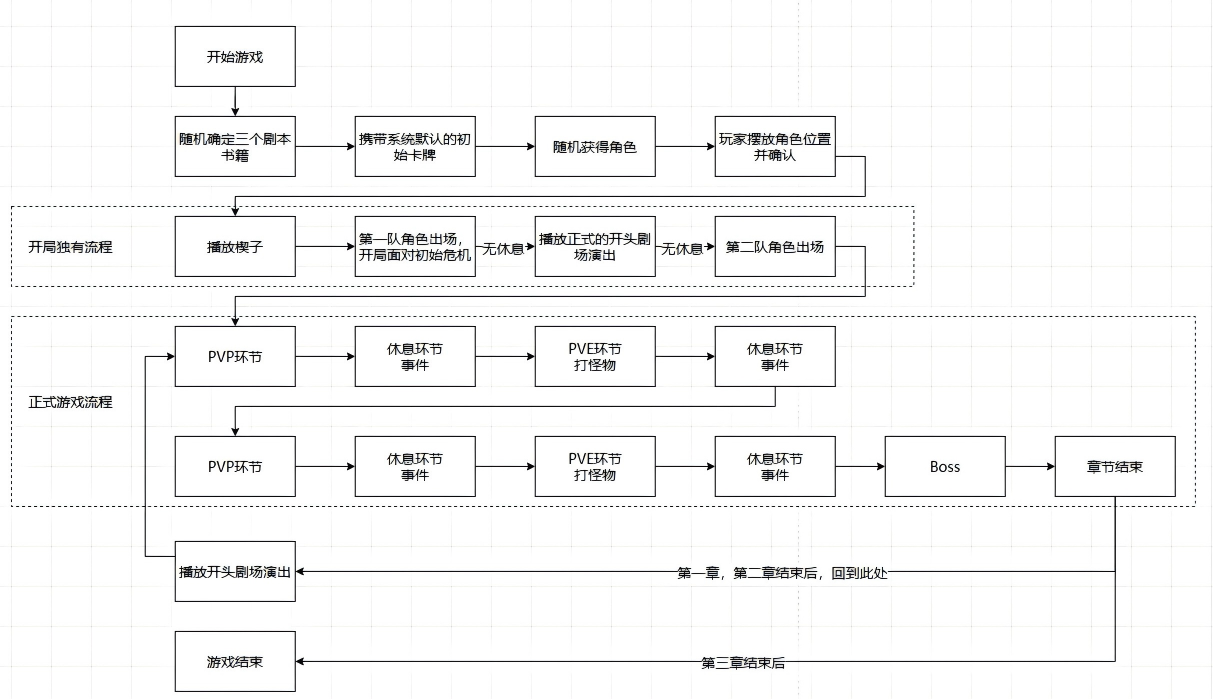 开始游戏
随机确定三个剧本
书籍
携带系统默认的初
始卡牌
随机获得角色
玩家摆放角色位置
并确认
开局独有流程
播放楔子
第一队角色出场，
开局面对初始危机
无休息
播放正式的开头剧
场演出
无休息
第二队角色出场
正式游戏流程
PVP环节
休息环节
事件
PVE环节
打怪物
休息环节
事件
PVP环节
休息环节
事件
PVE环节
打怪物
休息环节
事件
Boss
章节结束
播放开头剧场演出
第一章，第二章结束后，回到此处
游戏结束
第三章结束后